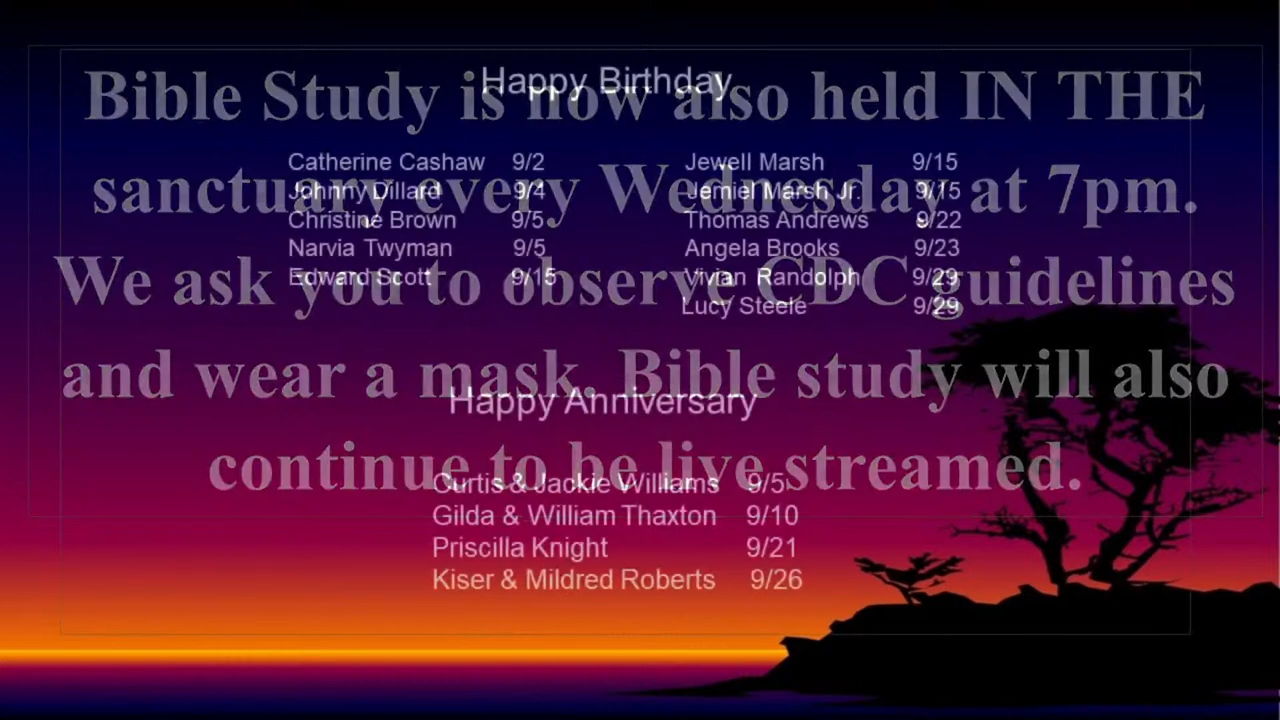 Bible Study is now also held IN THE
sanctuary every Wednesday at 7pm.
We ask you to observe CDC guidelines
and wear a mask. Bible study will also
continue to be live streamed.
Happy Birthday
Catherine Cashaw 9/2
Johnny Dillard 9/4
Christine Brown 9/5
Narvia Twyman 9/5
Edward Scott 9/15
Jewell Marsh 9/15
Jemiel Marsh Jr. 9/15
Thomas Andrews 9/22
Angela Brooks 9/23
Vivian Randolph 9/29
Lucy Steele 9/29
Happy Anniversary
Curtis & Jackie Williams 9/5
Gilda & William Thaxton 9/10
Priscilla Knight 9/21
Kiser & Mildred Roberts 9/26